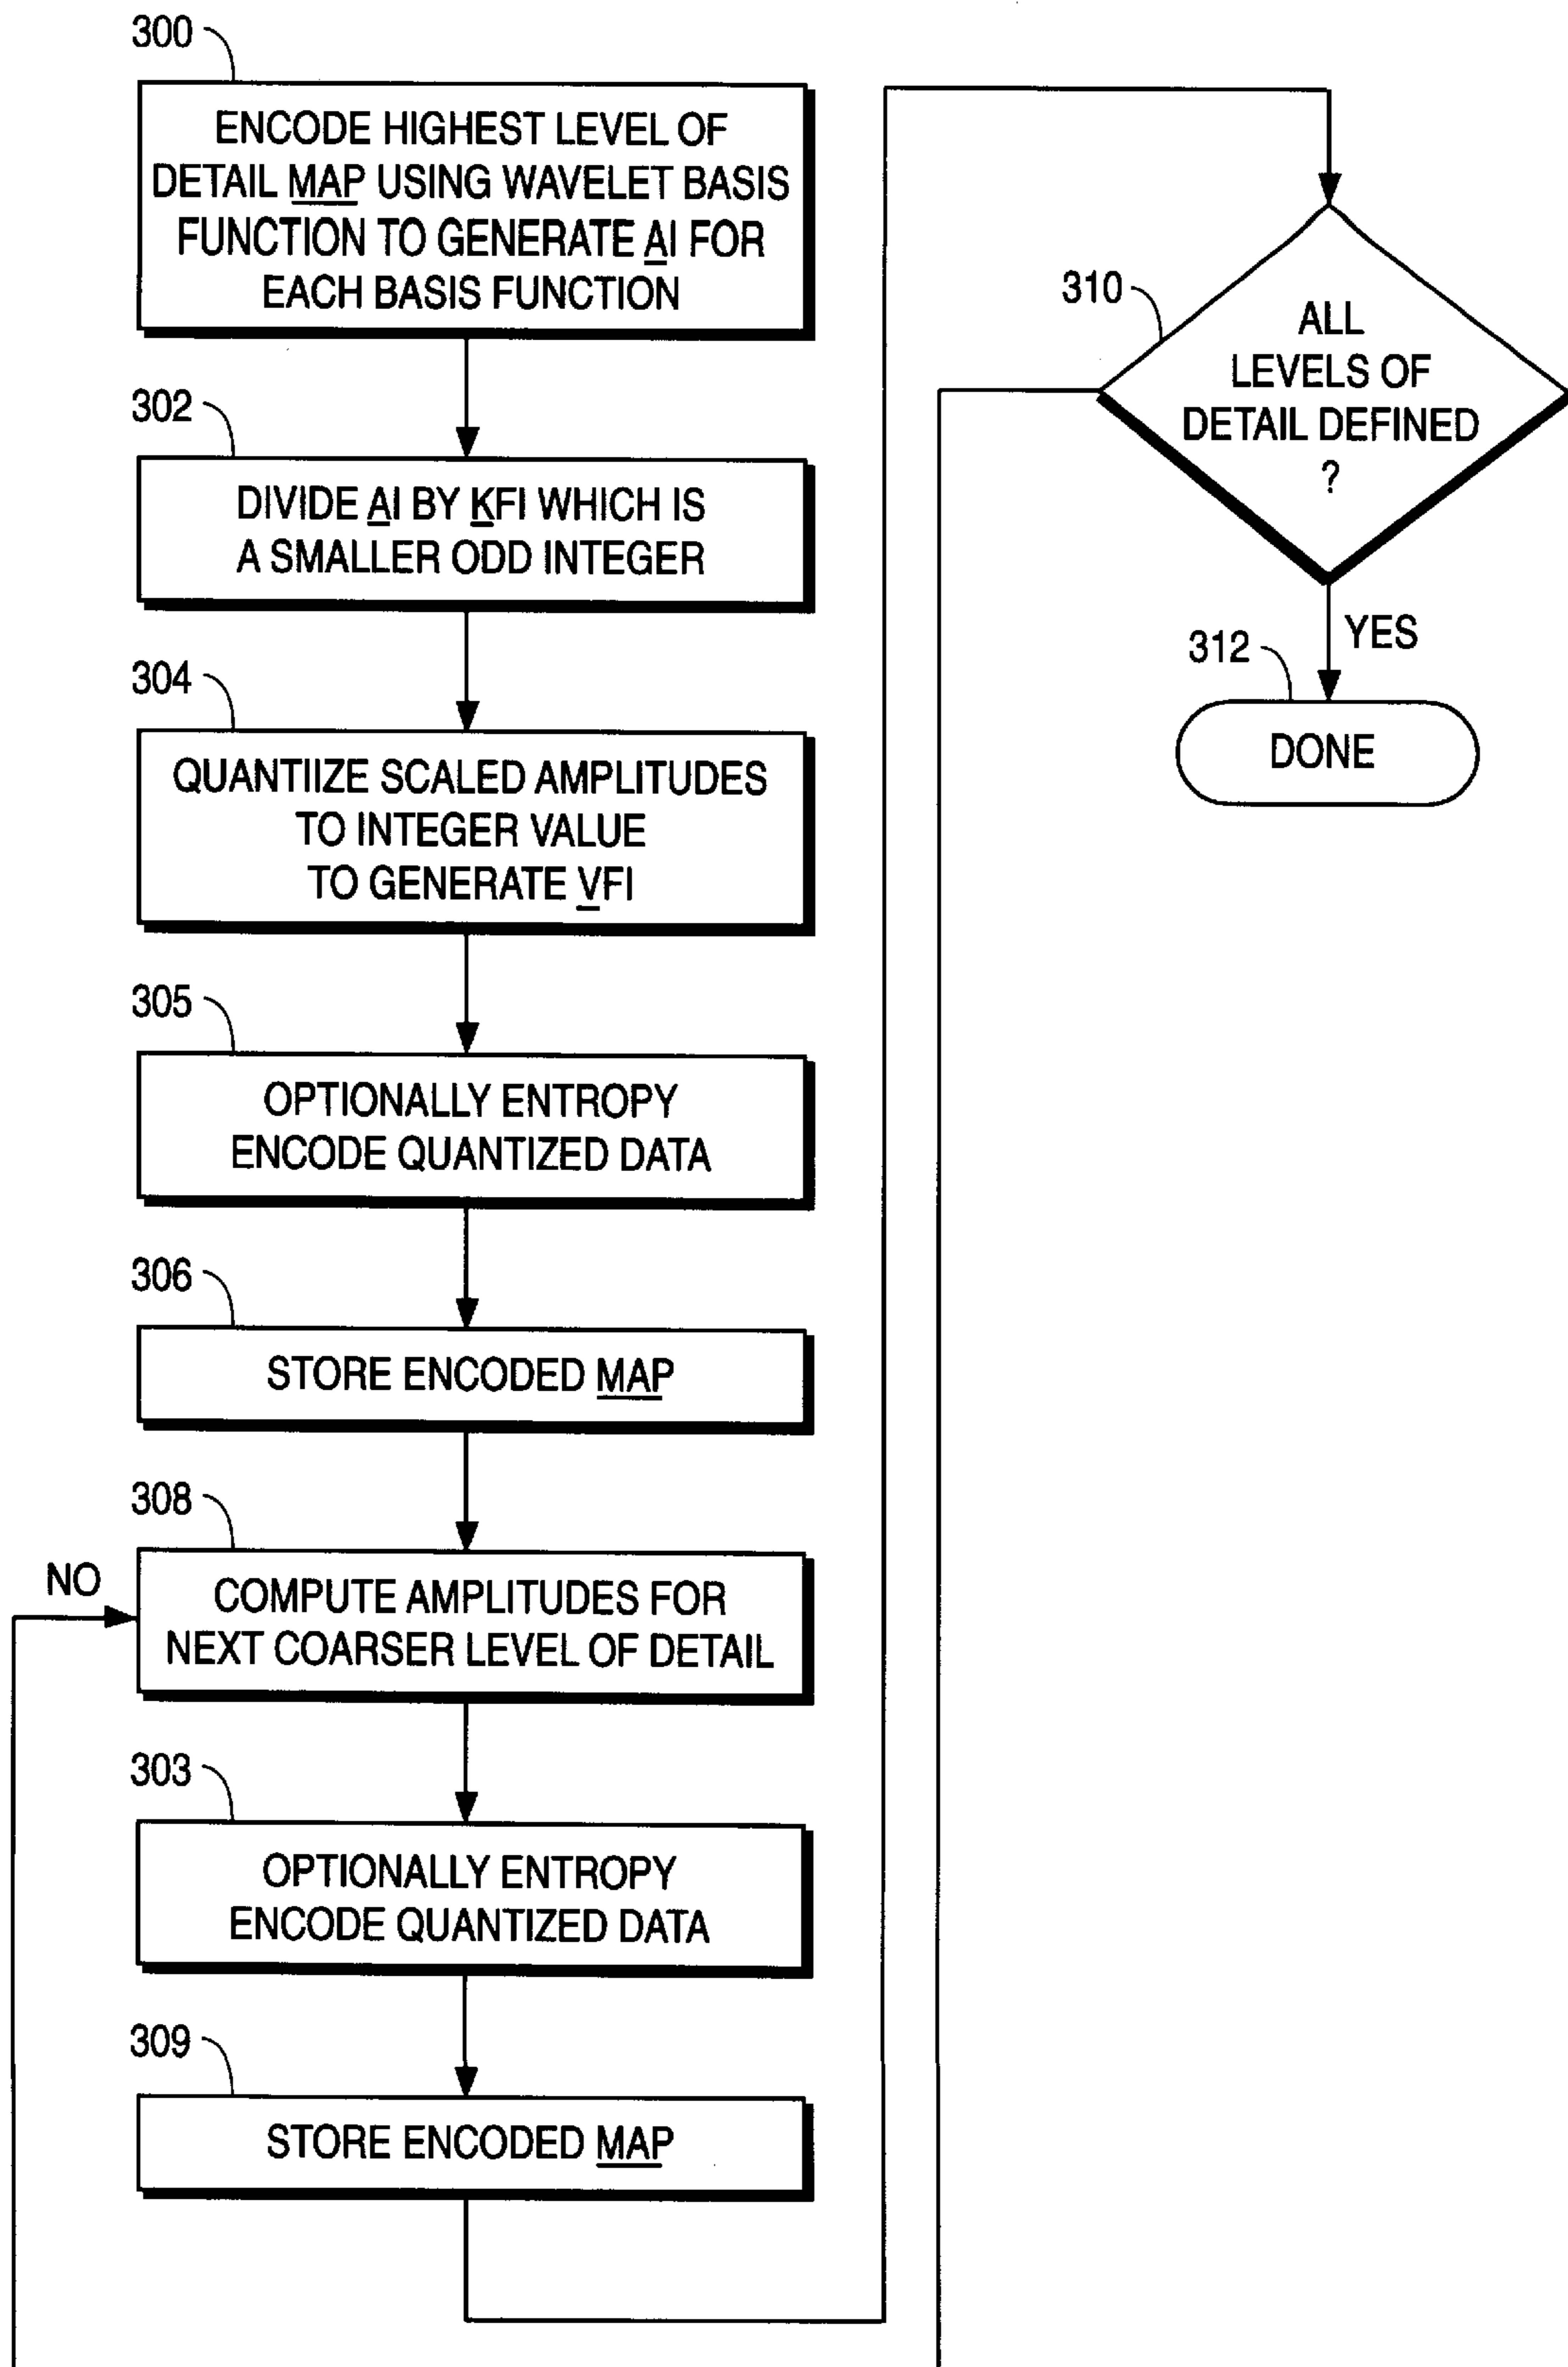 300
ENCODE HIGHEST LEVEL OF
DETAIL MAP USING WAVELET BASIS
FUNCTION TO GENERATE AI FOR
EACH BASIS FUNCTION
302
DIVIDE AI BY KFI WHICH IS
A SMALLER ODD INTEGER
304
QUANTIIZE SCALED AMPLITUDES
TO INTEGER VALUE
TO GENERATE VFI
305
OPTIONALLY ENTROPY
ENCODE QUANTIZED DATA
306
STORE ENCODED MAP
308
NO
COMPUTE AMPLITUDES FOR
NEXT COARSER LEVEL OF DETAIL
303
OPTIONALLY ENTROPY
ENCODE QUANTIZED DATA
309
STORE ENCODED MAP
310
ALL
LEVELS OF
DETAIL DEFINED
?
YES
312
DONE